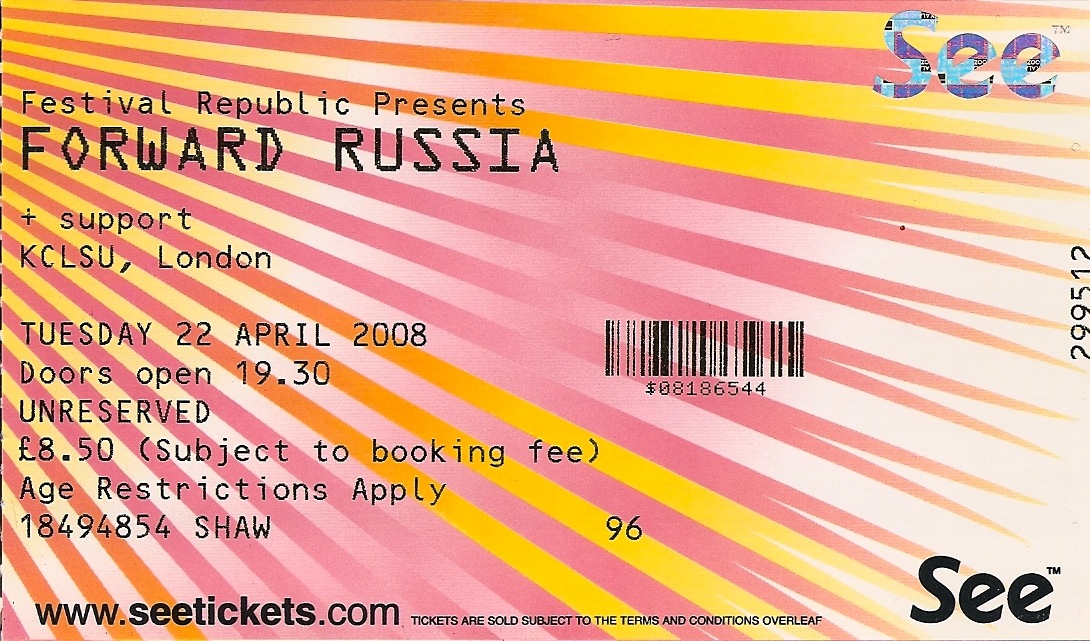 See™
Festival Republic Presents
FORWARD RUSSIA
+ support
KCLSU, London
TUESDAY 22 APRIL 2008
Doors open 19.30
UNRESERVED
£8.50 (Subject to booking fee)
Age Restrictions Apply
18494854 SHAW 96
$08186544
299512
See™
www.seetickets.com TICKETS ARE SOLD SUBJECT TO THE TERMS AND CONDITIONS OVERLEAF